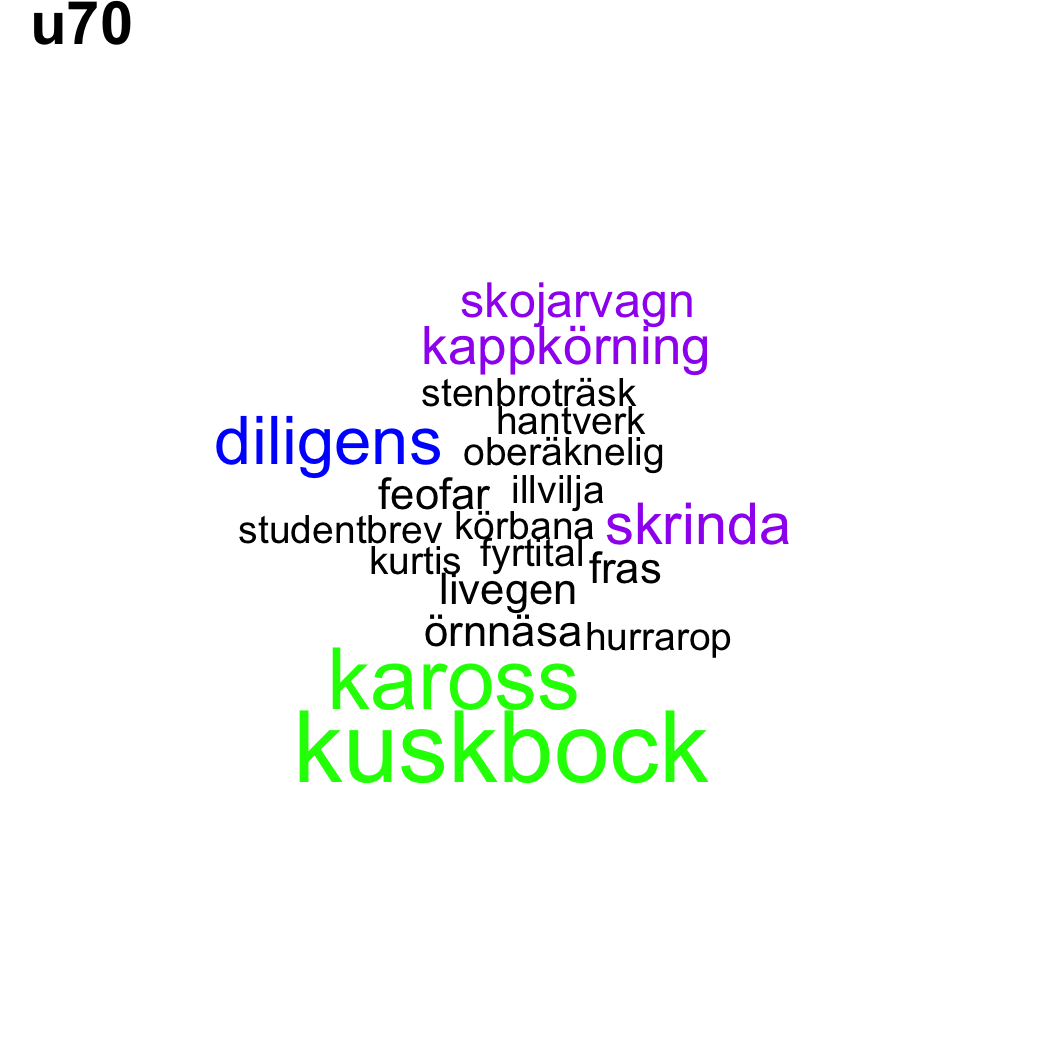 u70
skojarvagn
kappkörning
stenbroträsk
hantverk
diligens
oberäknelig
feofar
illvilja
skrinda
studentbrev
körbana
kurtis
fyrtital
fras
livegen
örnnäsa
hurrarop
kaross
kuskbock